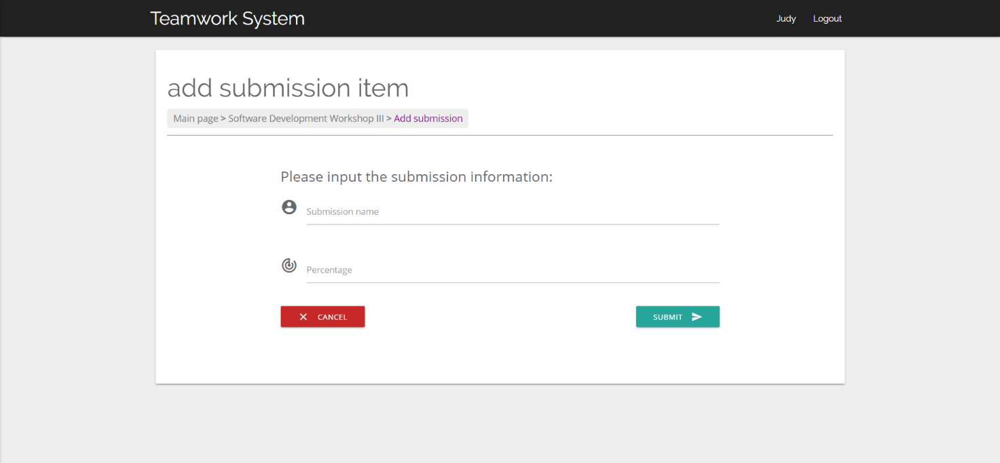 Teamwork System
Judy
Logout
add submission item
Main page > Software Development Workshop III > Add submission
Please input the submission information:
Submission name
Percentage
CANCEL
SUBMIT